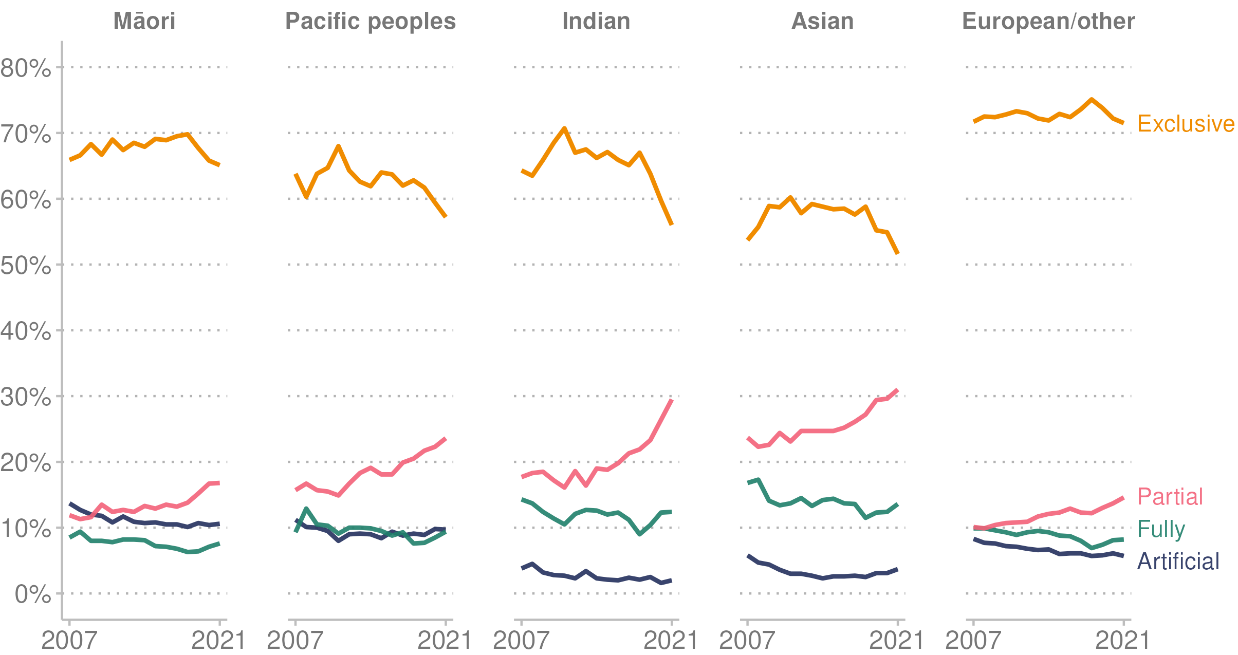 Māori Pacific peoples Indian Asian European/other
80%
70%
Exclusive
60%
50%
40%
30%
20%
Partial
10%
Fully
Artificial
0%
2007 2021 2007 2021 2007 2021 2007 2021 2007 2021